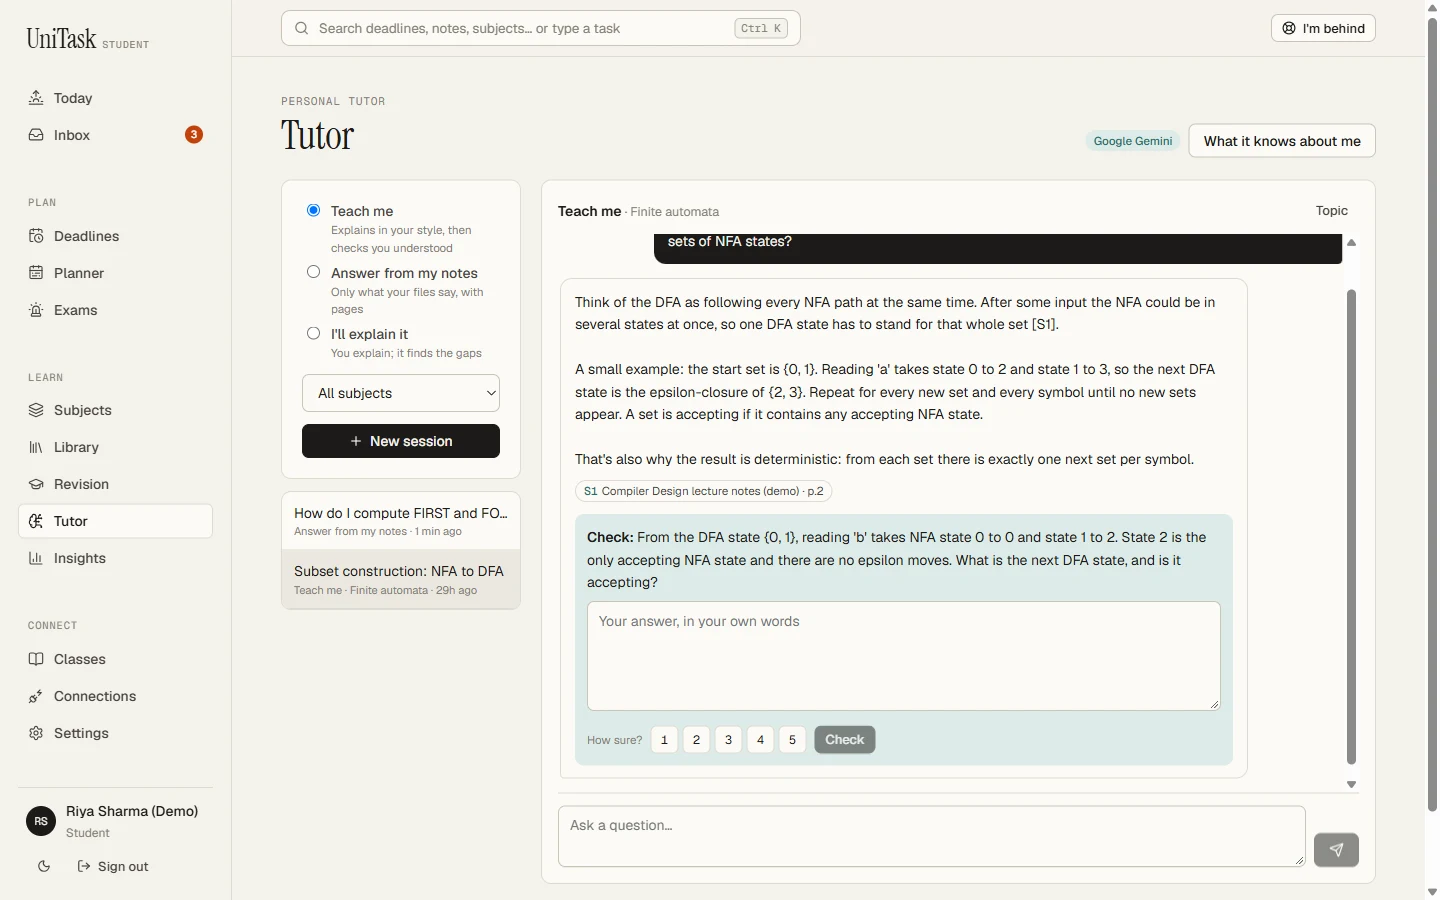 UniTask STUDENT
Today
Inbox 3
PLAN
Deadlines
Planner
Exams
LEARN
Subjects
Library
Revision
Tutor
Insights
CONNECT
Classes
Connections
Settings
RS Riya Sharma (Demo)
Student
Sign out
Search deadlines, notes, subjects... or type a task Ctrl K
I'm behind
PERSONAL TUTOR
Tutor
Google Gemini
What it knows about me
Teach me
Explains in your style, then
checks you understood
Answer from my notes
Only what your files say, with
pages
I'll explain it
You explain; it finds the gaps
All subjects
+ New session
How do I compute FIRST and FO...
Answer from my notes · 1 min ago
Subset construction: NFA to DFA
Teach me · Finite automata · 29h ago
Teach me · Finite automata
Topic
sets of NFA states?
Think of the DFA as following every NFA path at the same time. After some input the NFA could be in
several states at once, so one DFA state has to stand for that whole set [S1].
A small example: the start set is {0, 1}. Reading 'a' takes state 0 to 2 and state 1 to 3, so the next DFA
state is the epsilon-closure of {2, 3}. Repeat for every new set and every symbol until no new sets
appear. A set is accepting if it contains any accepting NFA state.
That's also why the result is deterministic: from each set there is exactly one next set per symbol.
S1 Compiler Design lecture notes (demo) · p.2
Check: From the DFA state {0, 1}, reading 'b' takes NFA state 0 to 0 and state 1 to 2. State 2 is the
only accepting NFA state and there are no epsilon moves. What is the next DFA state, and is it
accepting?
Your answer, in your own words
How sure? 1 2 3 4 5 Check
Ask a question...